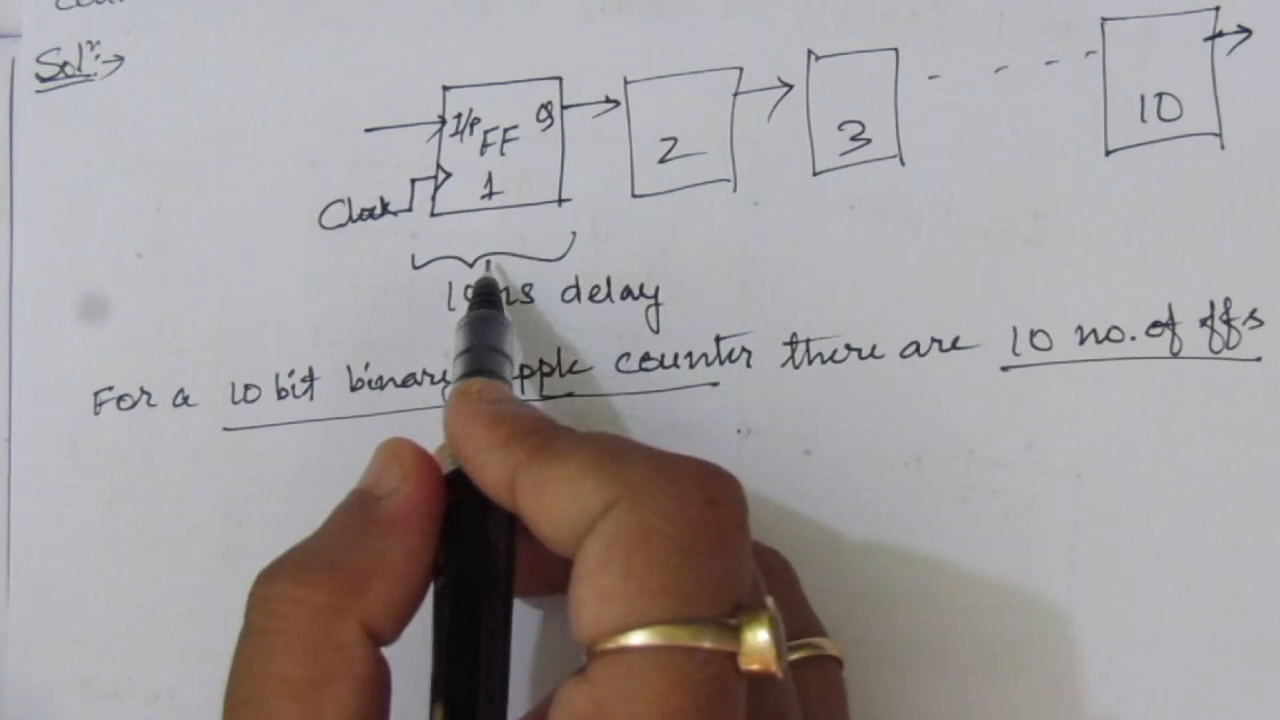 Solⁿ:→
I/P FF Q
1
2
3
10
Clock
10ns delay
For a 10 bit binary counter there are 10 no. of ffs